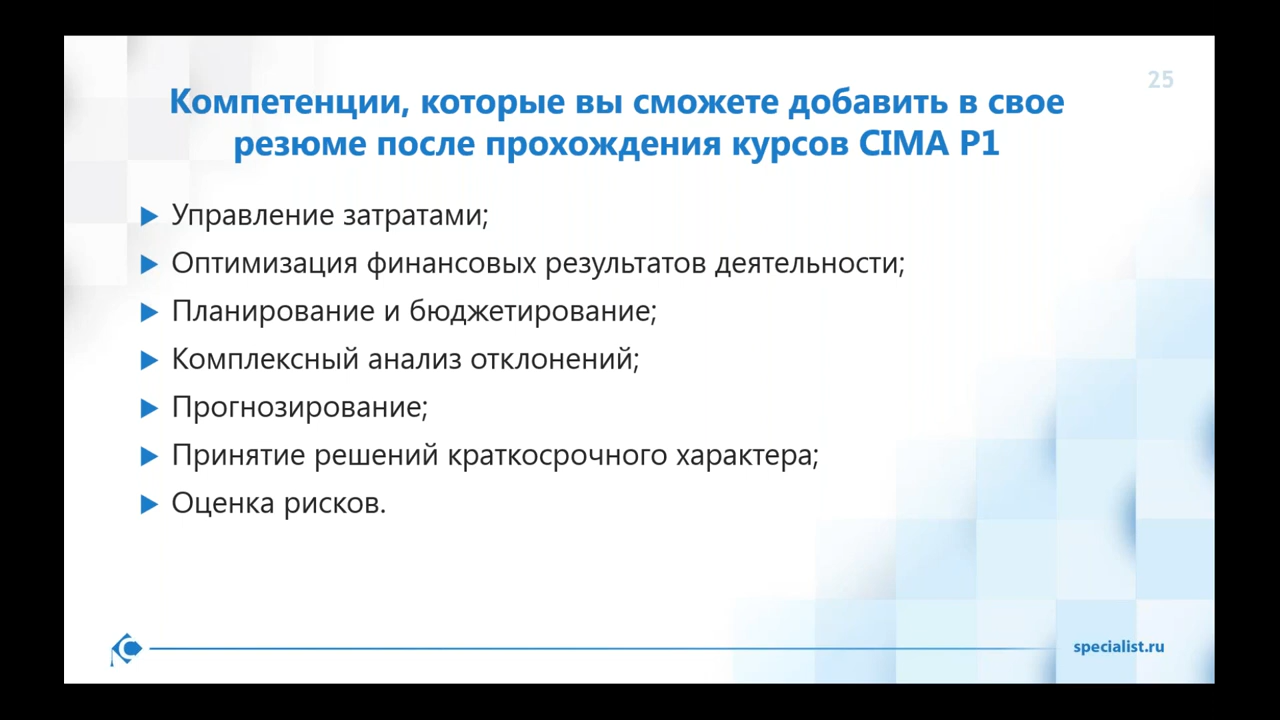 25
Компетенции, которые вы сможете добавить в свое
резюме после прохождения курсов CIMA P1
Управление затратами;
Оптимизация финансовых результатов деятельности;
Планирование и бюджетирование;
Комплексный анализ отклонений;
Прогнозирование;
Принятие решений краткосрочного характера;
Оценка рисков.
specialist.ru